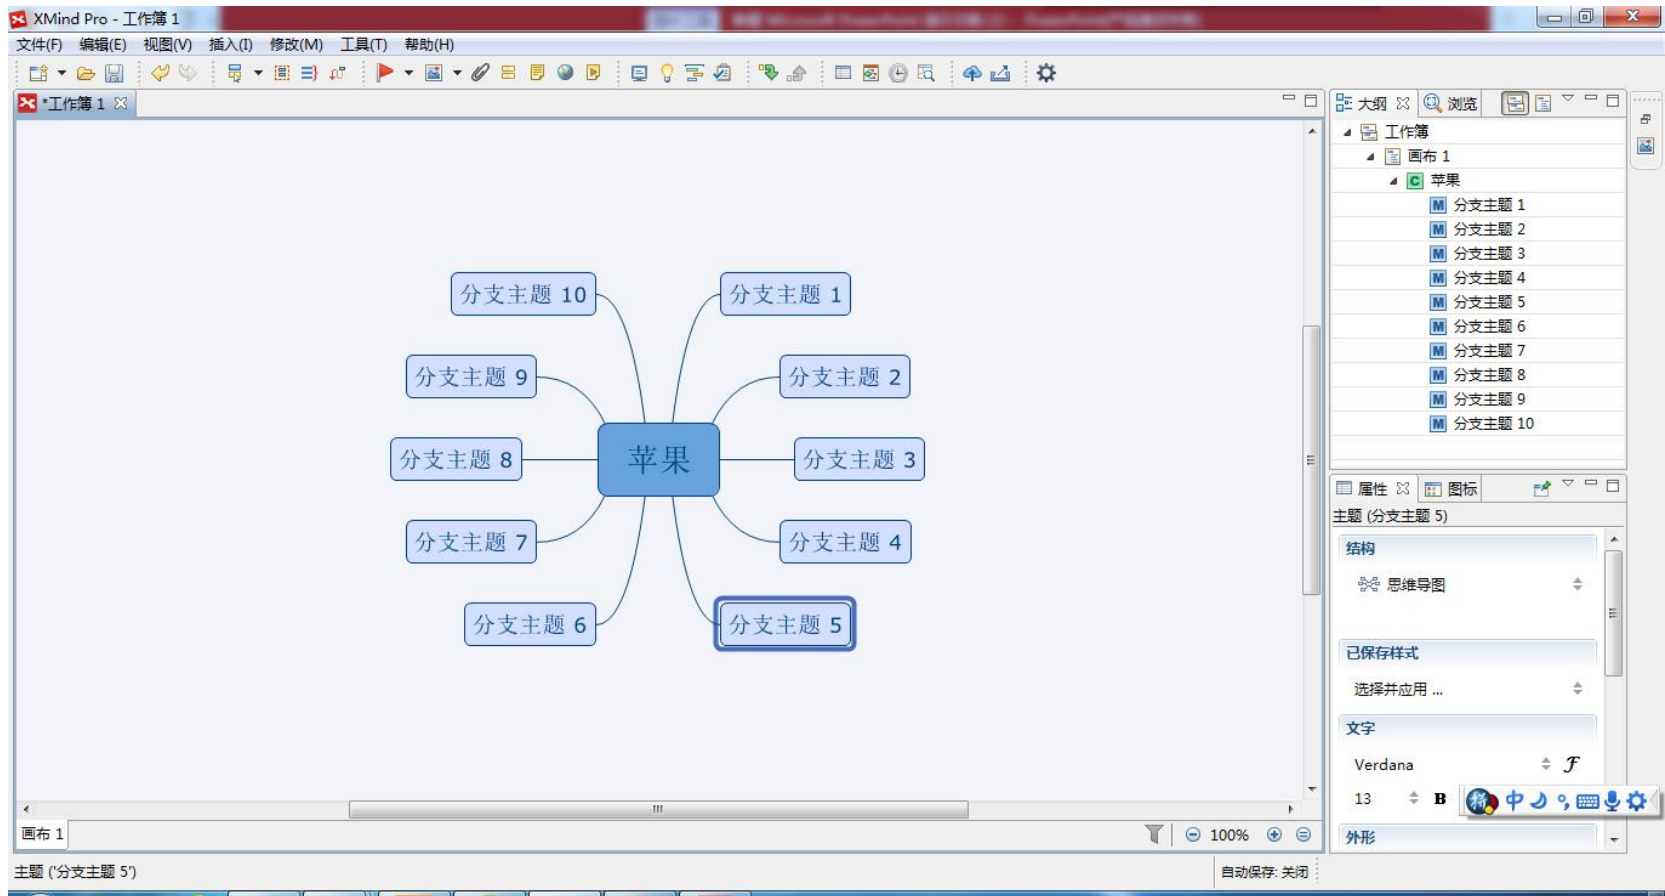 XMind Pro - 工作簿 1
文件(F) 编辑(E) 视图(V) 插入(I) 修改(M) 工具(T) 帮助(H)
*工作簿 1
分支主题 10
分支主题 1
分支主题 9
分支主题 2
分支主题 8
苹果
分支主题 3
分支主题 7
分支主题 4
分支主题 6
分支主题 5
画布 1
100%
主题 ('分支主题 5')
自动保存: 关闭
大纲 浏览
工作簿
画布 1
C 苹果
M 分支主题 1
M 分支主题 2
M 分支主题 3
M 分支主题 4
M 分支主题 5
M 分支主题 6
M 分支主题 7
M 分支主题 8
M 分支主题 9
M 分支主题 10
属性 图标
主题 (分支主题 5)
结构
思维导图
已保存样式
选择并应用 ...
文字
Verdana F
13 B
中
外形